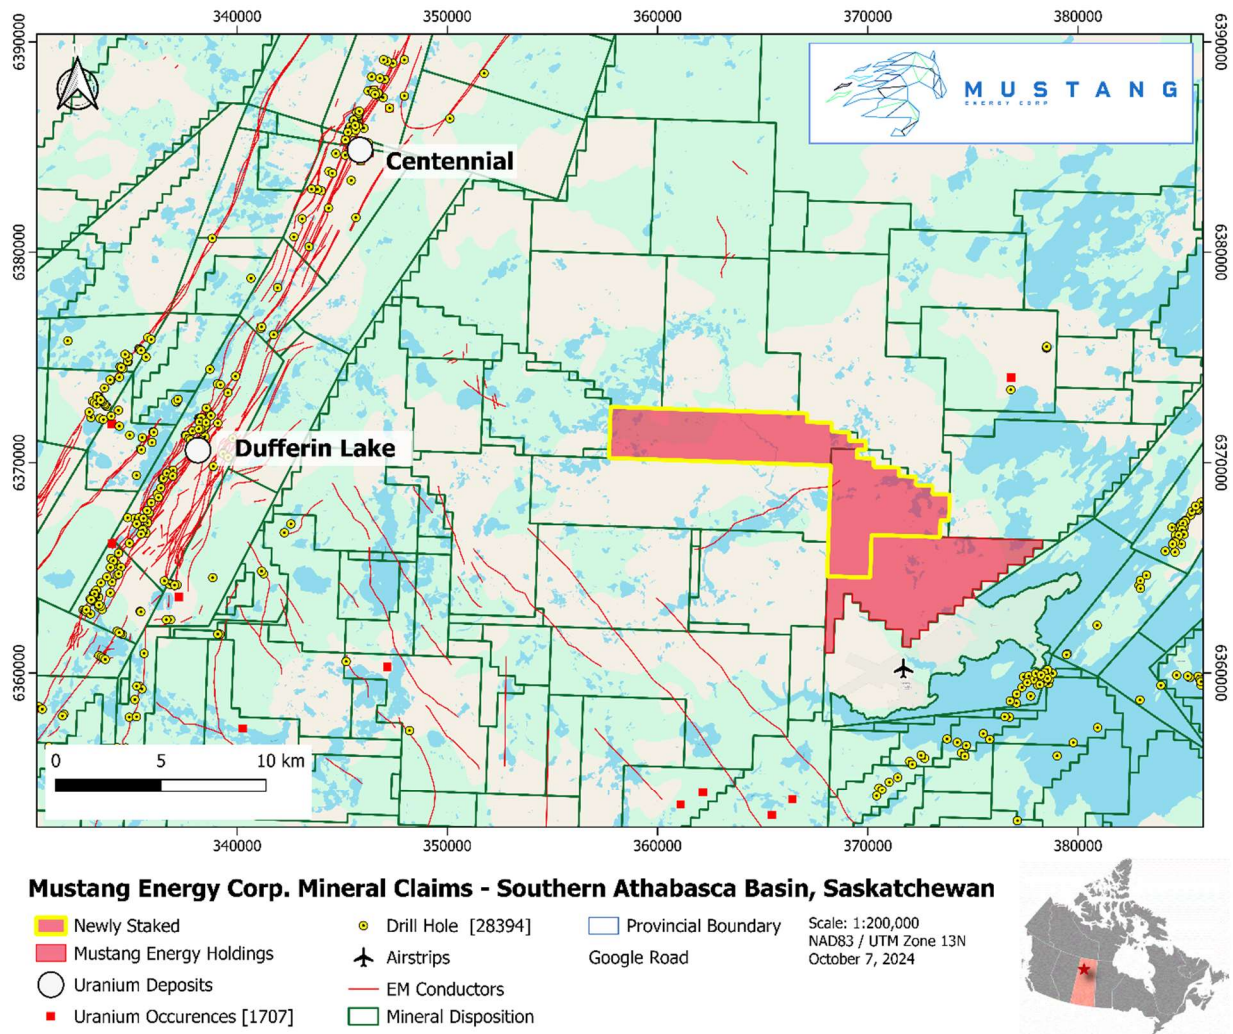 340000 350000 360000 370000 380000
6390000 6390000
MUSTANG
ENERGY CORP
Centennial
6380000 6380000
Dufferin Lake
6370000 6370000
6360000 6360000
0 5 10 km
340000 350000 360000 370000 380000
Mustang Energy Corp. Mineral Claims - Southern Athabasca Basin, Saskatchewan
Newly Staked
Mustang Energy Holdings
Uranium Deposits
Uranium Occurences [1707]
Drill Hole [28394]
Airstrips
EM Conductors
Mineral Disposition
Provincial Boundary
Google Road
Scale: 1:200,000
NAD83 / UTM Zone 13N
October 7, 2024